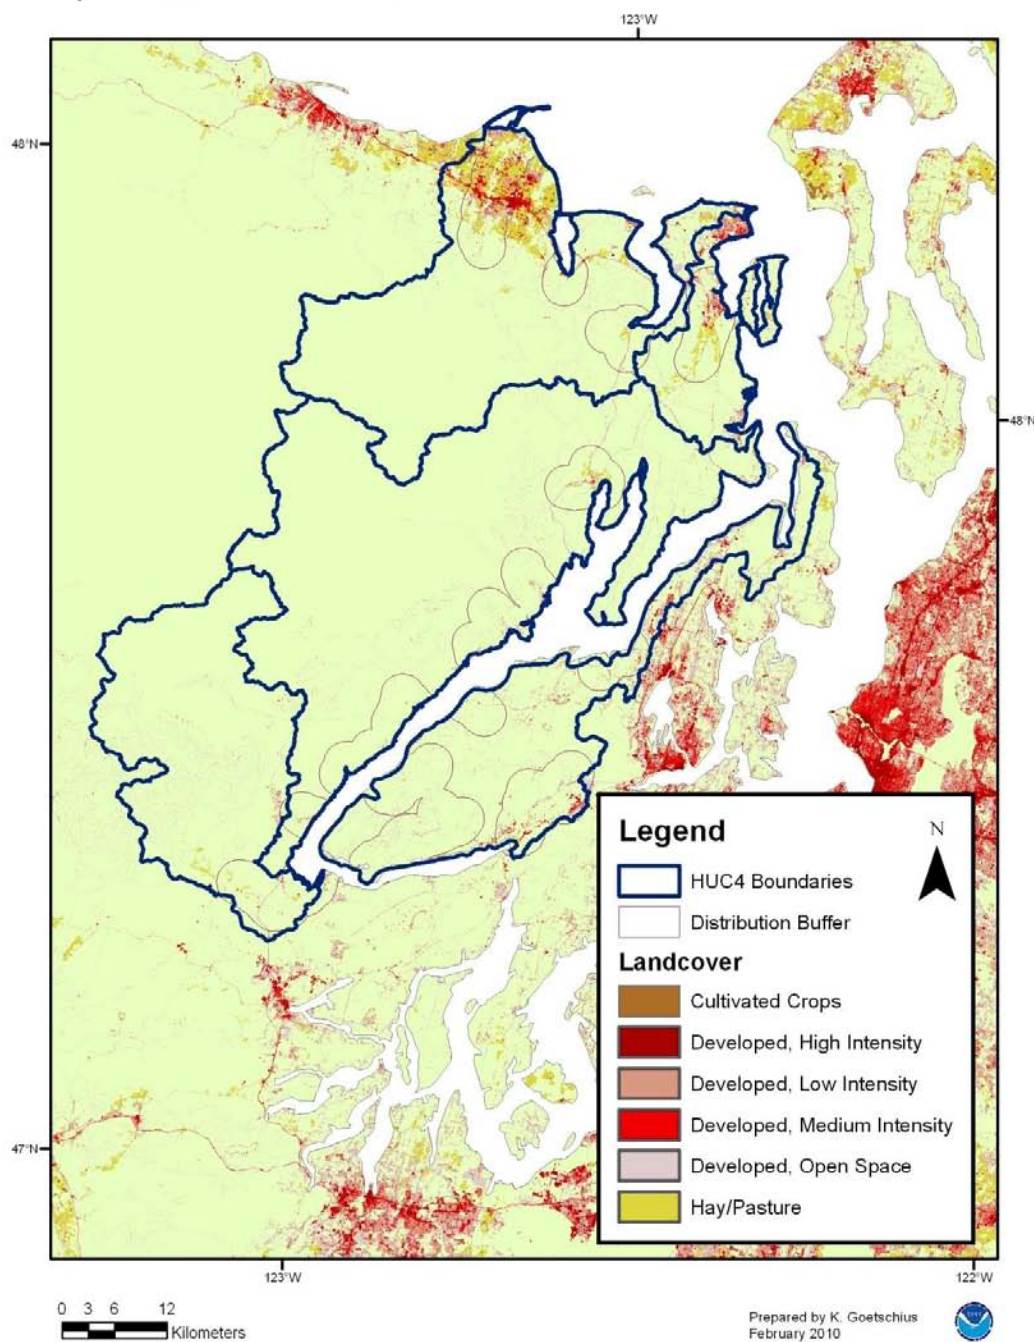 123°W
48°N
48°N
Legend
N
HUC4 Boundaries
Distribution Buffer
Landcover
Cultivated Crops
Developed, High Intensity
Developed, Low Intensity
Developed, Medium Intensity
Developed, Open Space
Hay/Pasture
47°N
123°W
122°W
0 3 6 12
Kilometers
Prepared by K. Goetschius
February 2010